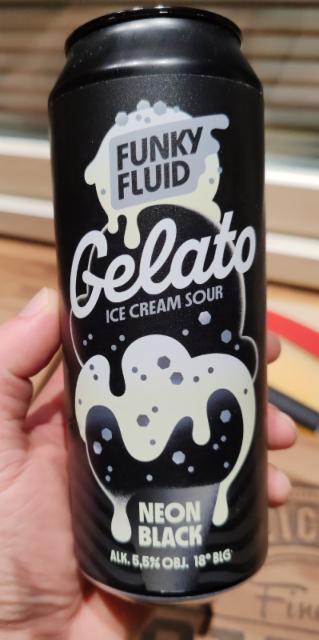 FUNKY
FLUID
Gelato
ICE CREAM SOUR
NEON
BLACK
ALK. 5,5% OBJ. 18° BLG